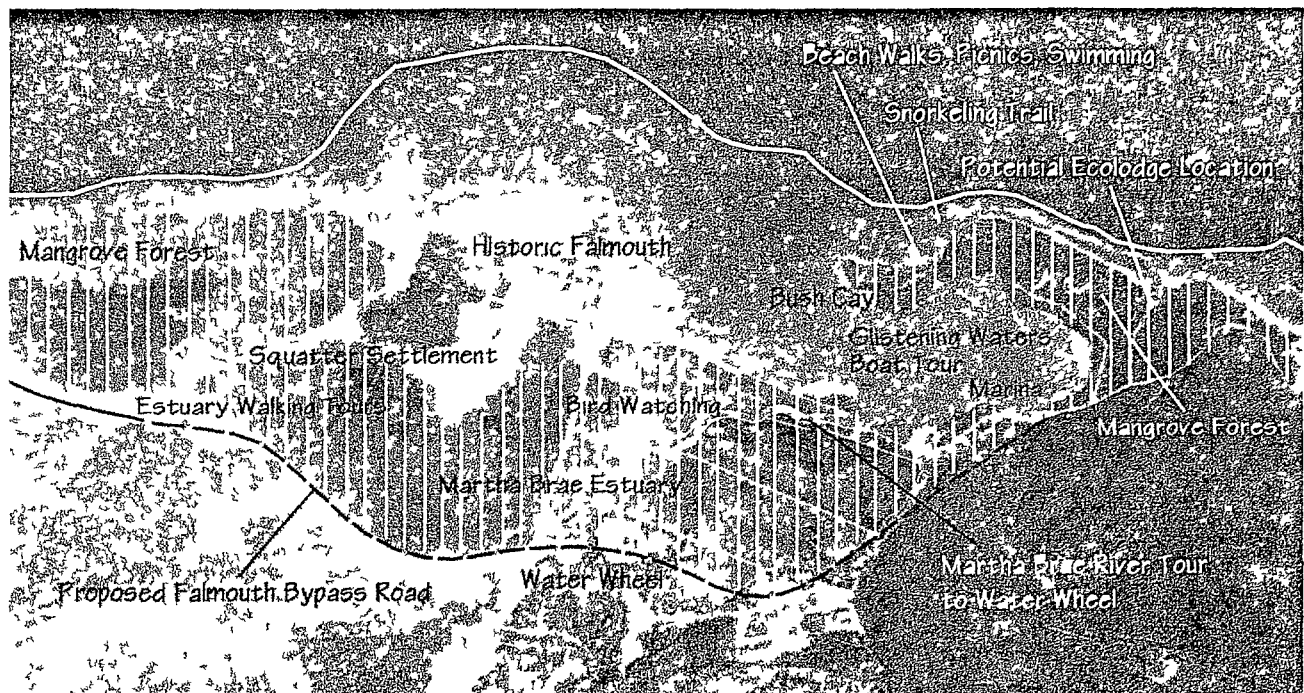 Beach Walks, Picnics, Swimming
Snorkeling Trail
Potential Ecolodge Location
Mangrove Forest
Historic Falmouth
Bush Cay
Glistening Waters
Boat Tour
Squatter Settlement
Marina
Estuary Walking Tours
Bird Watching
Mangrove Forest
Martha Brae Estuary
Martha Brae River Tour
to Water Wheel
Water Wheel
Proposed Falmouth Bypass Road